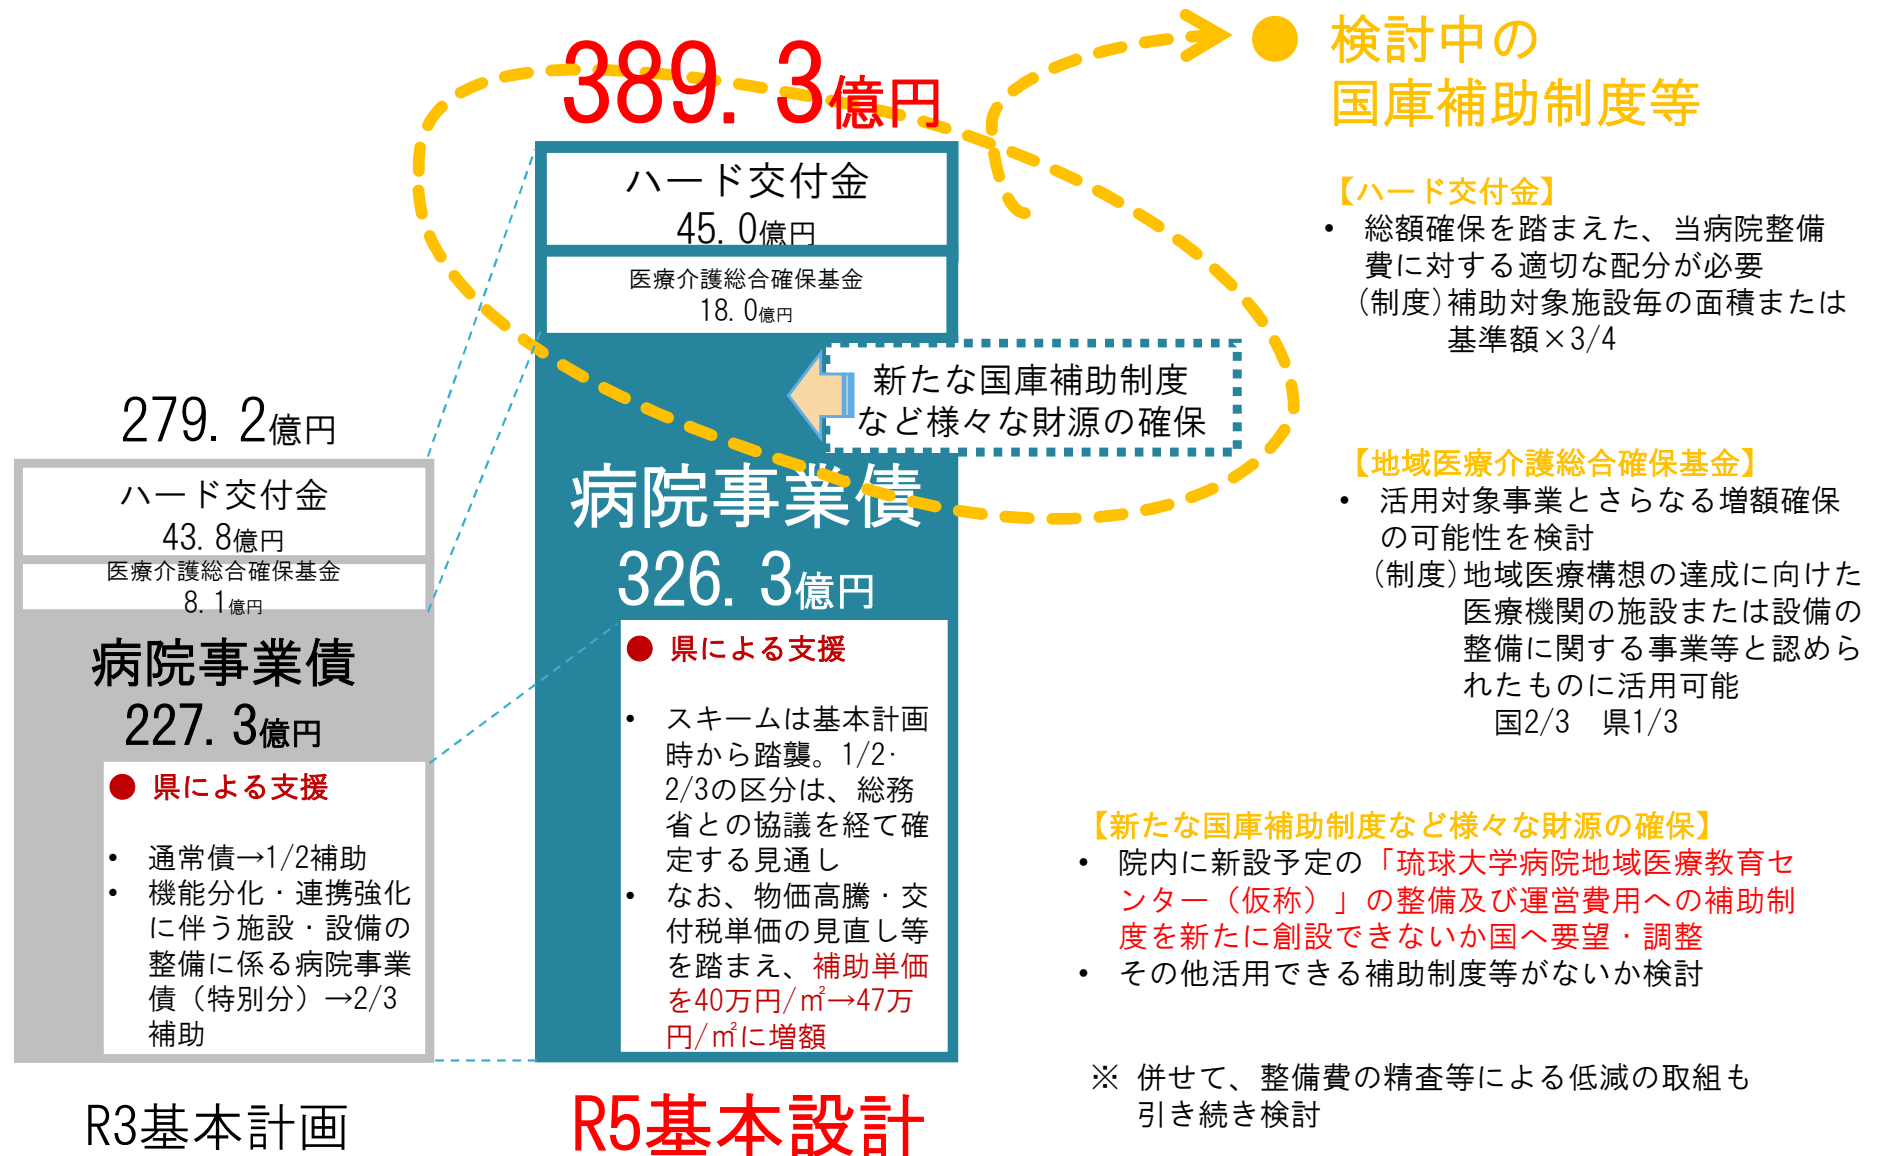 279.2億円
ハード交付金
43.8億円
医療介護総合確保基金
8.1億円
病院事業債
227.3億円
● 県による支援
• 通常債→1/2補助
• 機能分化・連携強化
に伴う施設・設備の
整備に係る病院事業
債（特別分）→2/3
補助
R3基本計画
389.3億円
ハード交付金
45.0億円
医療介護総合確保基金
18.0億円
新たな国庫補助制度
など様々な財源の確保
病院事業債
326.3億円
● 県による支援
• スキームは基本計画
時から踏襲。1/2・
2/3の区分は、総務
省との協議を経て確
定する見通し
• なお、物価高騰・交
付税単価の見直し等
を踏まえ、補助単価
を40万円/㎡→47万
円/㎡に増額
R5基本設計
● 検討中の
国庫補助制度等
【ハード交付金】
• 総額確保を踏まえた、当病院整備
費に対する適切な配分が必要
(制度)補助対象施設毎の面積または
基準額×3/4
【地域医療介護総合確保基金】
• 活用対象事業とさらなる増額確保
の可能性を検討
(制度)地域医療構想の達成に向けた
医療機関の施設または設備の
整備に関する事業等と認めら
れたものに活用可能
国2/3　県1/3
【新たな国庫補助制度など様々な財源の確保】
• 院内に新設予定の「琉球大学病院地域医療教育セ
ンター（仮称）」の整備及び運営費用への補助制
度を新たに創設できないか国へ要望・調整
• その他活用できる補助制度等がないか検討
※ 併せて、整備費の精査等による低減の取組も
引き続き検討